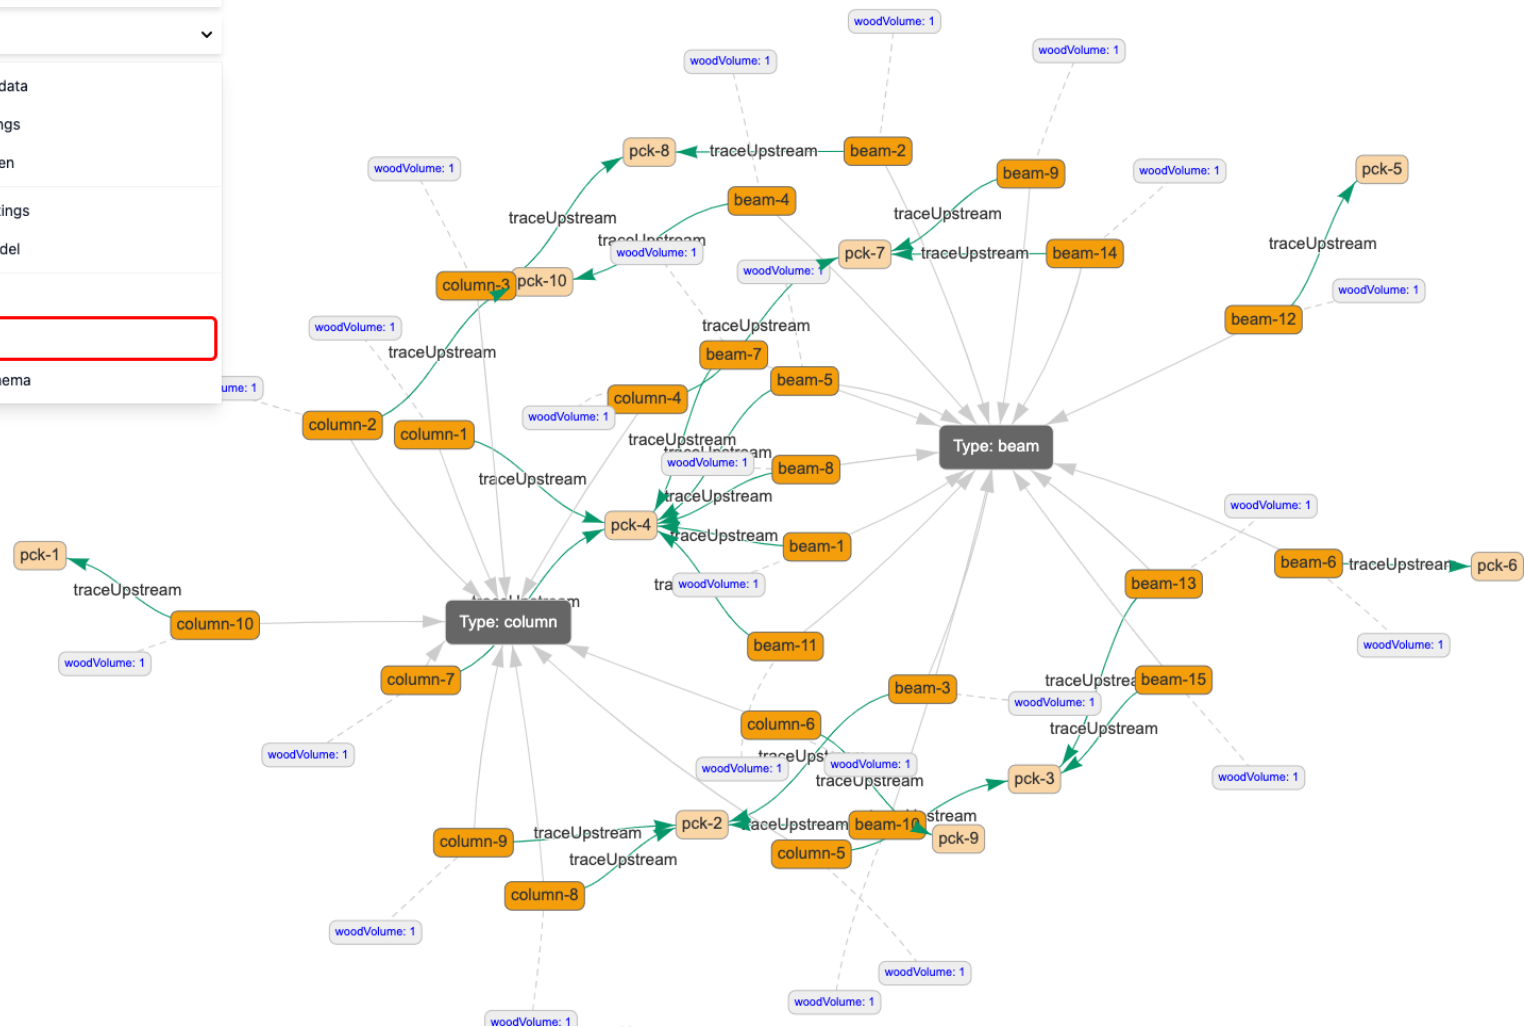 woodVolume: 1
woodVolume: 1
woodVolume: 1
data
ngs
pck-8
traceUpstream
beam-2
en
woodVolume: 1
beam-9
woodVolume: 1
pck-5
beam-4
tings
traceUpstream
traceUpstream
traceUpstream
traceUpstream
del
woodVolume: 1
pck-7
traceUpstream
beam-14
woodVolume: 1
column-3
pck-10
woodVolume: 1
beam-12
woodVolume: 1
traceUpstream
traceUpstream
beam-7
ema
ume: 1
beam-5
column-4
woodVolume: 1
column-2
column-1
traceUpstream
Type: beam
traceUpstream
woodVolume: 1
beam-8
traceUpstream
traceUpstream
woodVolume: 1
pck-4
traceUpstream
beam-1
pck-1
beam-6
traceUpstream
pck-6
traceUpstream
tra
woodVolume: 1
beam-13
traceUpstream
column-10
Type: column
woodVolume: 1
beam-11
woodVolume: 1
column-7
traceUpstrea
beam-15
beam-3
woodVolume: 1
column-6
traceUpstream
woodVolume: 1
traceUpst
woodVolume: 1
woodVolume: 1
woodVolume: 1
traceUpstream
pck-3
stream
pck-2
traceUpstream
beam-10
traceUpstream
column-9
pck-9
column-5
traceUpstream
column-8
woodVolume: 1
woodVolume: 1
woodVolume: 1
woodVolume: 1